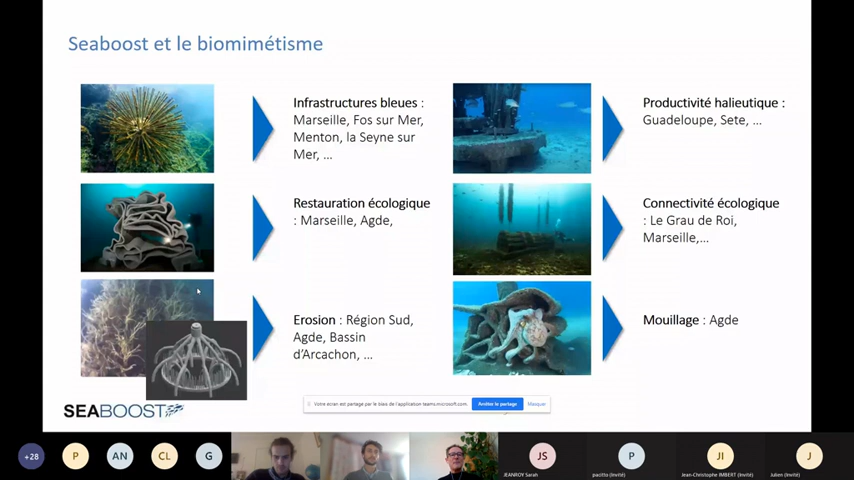 Seaboost et le biomimétisme
Infrastructures bleues :
Marseille, Fos sur Mer,
Menton, la Seyne sur
Mer, ...
Productivité halieutique :
Guadeloupe, Sete, ...
Restauration écologique
: Marseille, Agde,
Connectivité écologique
: Le Grau de Roi,
Marseille,...
Erosion : Région Sud,
Agde, Bassin
d'Arcachon, ...
Mouillage : Agde
SEABOOST
Votre écran est partagé par le biais de l'application teams.microsoft.com.
Arrêter le partage
Masquer
+28
P
AN
CL
G
JS
JEANROY Sarah
P
pacitto (Invité)
JI
Jean-Christophe IMBERT (Invité)
J
Julien (Invité)